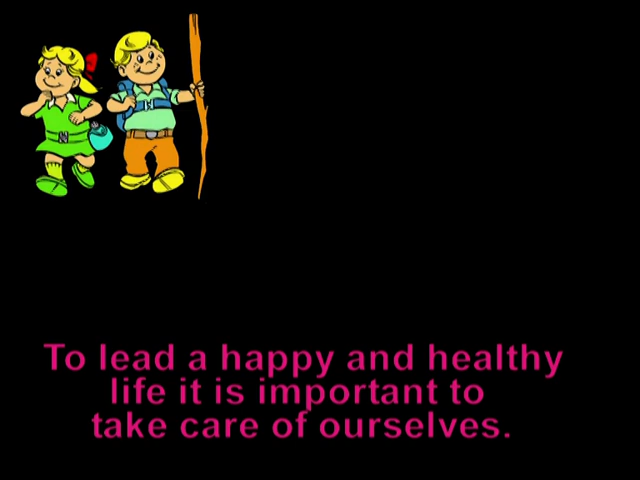 To lead a happy and healthy
life it is important to
take care of ourselves.